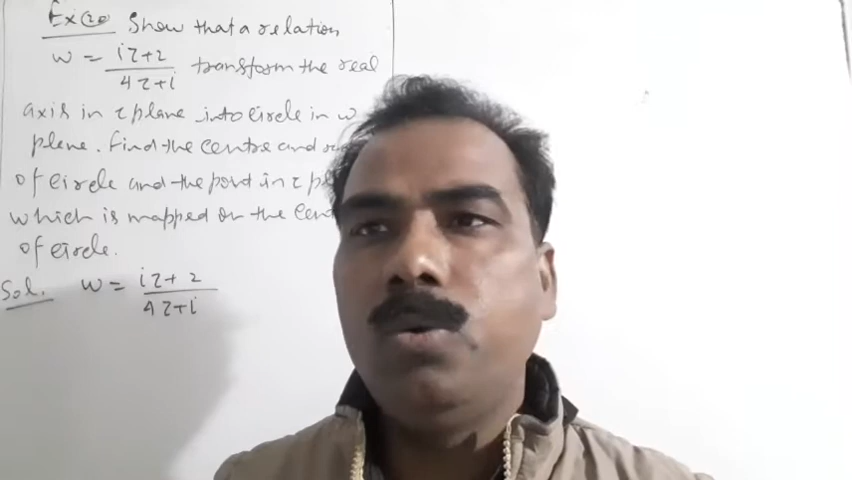 Ex(20) Show that a relation
w = iz+2 / 4z+i transform the real
axis in z plane into circle in w
plane. Find the centre and
of circle and the point in z
which is mapped on the
of circle.
Sol. w = iz+2 / 4z+i